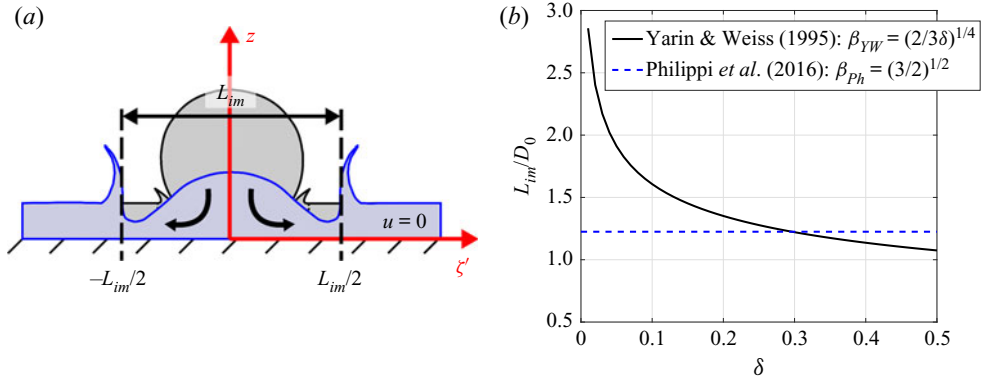 (a)
z
L_im
u = 0
ζ′
–L_im/2
L_im/2
(b)
3.0
2.5
2.0
1.5
1.0
0.5
L_im/D_0
Yarin & Weiss (1995): β_YW = (2/3δ)^1/4
Philippi et al. (2016): β_Ph = (3/2)^1/2
0 0.1 0.2 0.3 0.4 0.5
δ